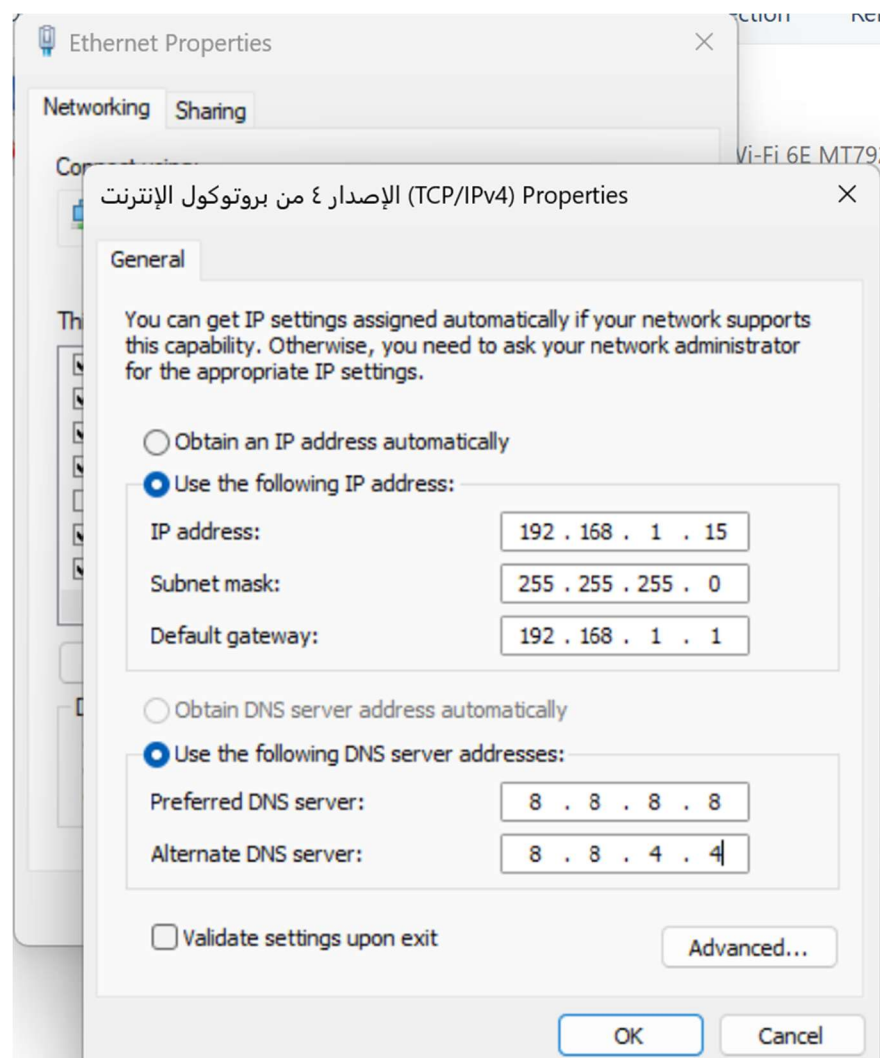 Ethernet Properties
Networking
Sharing
Wi-Fi 6E
الإصدار ٤ من بروتوكول الإنترنت (TCP/IPv4) Properties
General
You can get IP settings assigned automatically if your network supports
this capability. Otherwise, you need to ask your network administrator
for the appropriate IP settings.
Obtain an IP address automatically
Use the following IP address:
IP address: 192 . 168 . 1 . 15
Subnet mask: 255 . 255 . 255 . 0
Default gateway: 192 . 168 . 1 . 1
Obtain DNS server address automatically
Use the following DNS server addresses:
Preferred DNS server: 8 . 8 . 8 . 8
Alternate DNS server: 8 . 8 . 4 . 4
Validate settings upon exit
Advanced...
OK
Cancel